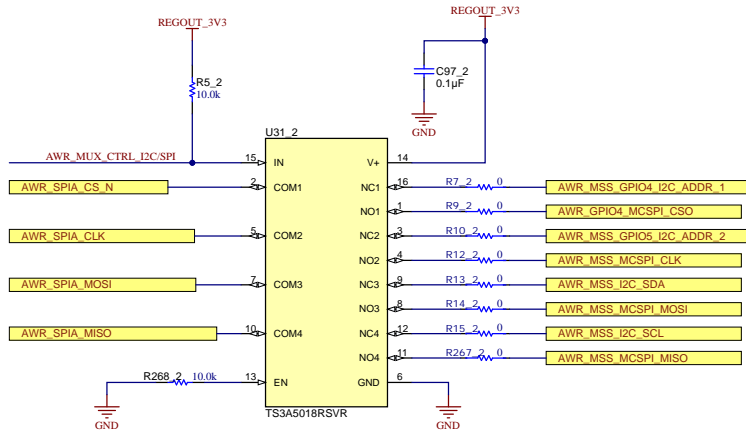 REGOUT_3V3
REGOUT_3V3
R5_2
10.0k
C97_2
0.1µF
GND
U31_2
AWR_MUX_CTRL_I2C/SPI
15
IN
V+
14
AWR_SPIA_CS_N
2
COM1
NC1
16
R7_2
0
AWR_MSS_GPIO4_I2C_ADDR_1
NO1
1
R9_2
0
AWR_GPIO4_MCSPI_CSO
AWR_SPIA_CLK
5
COM2
NC2
3
R10_2
0
AWR_MSS_GPIO5_I2C_ADDR_2
NO2
4
R12_2
0
AWR_MSS_MCSPI_CLK
AWR_SPIA_MOSI
7
COM3
NC3
9
R13_2
0
AWR_MSS_I2C_SDA
NO3
8
R14_2
0
AWR_MSS_MCSPI_MOSI
AWR_SPIA_MISO
10
COM4
NC4
12
R15_2
0
AWR_MSS_I2C_SCL
NO4
11
R267_2
0
AWR_MSS_MCSPI_MISO
R268_2
10.0k
13
EN
GND
6
GND
TS3A5018RSVR
GND